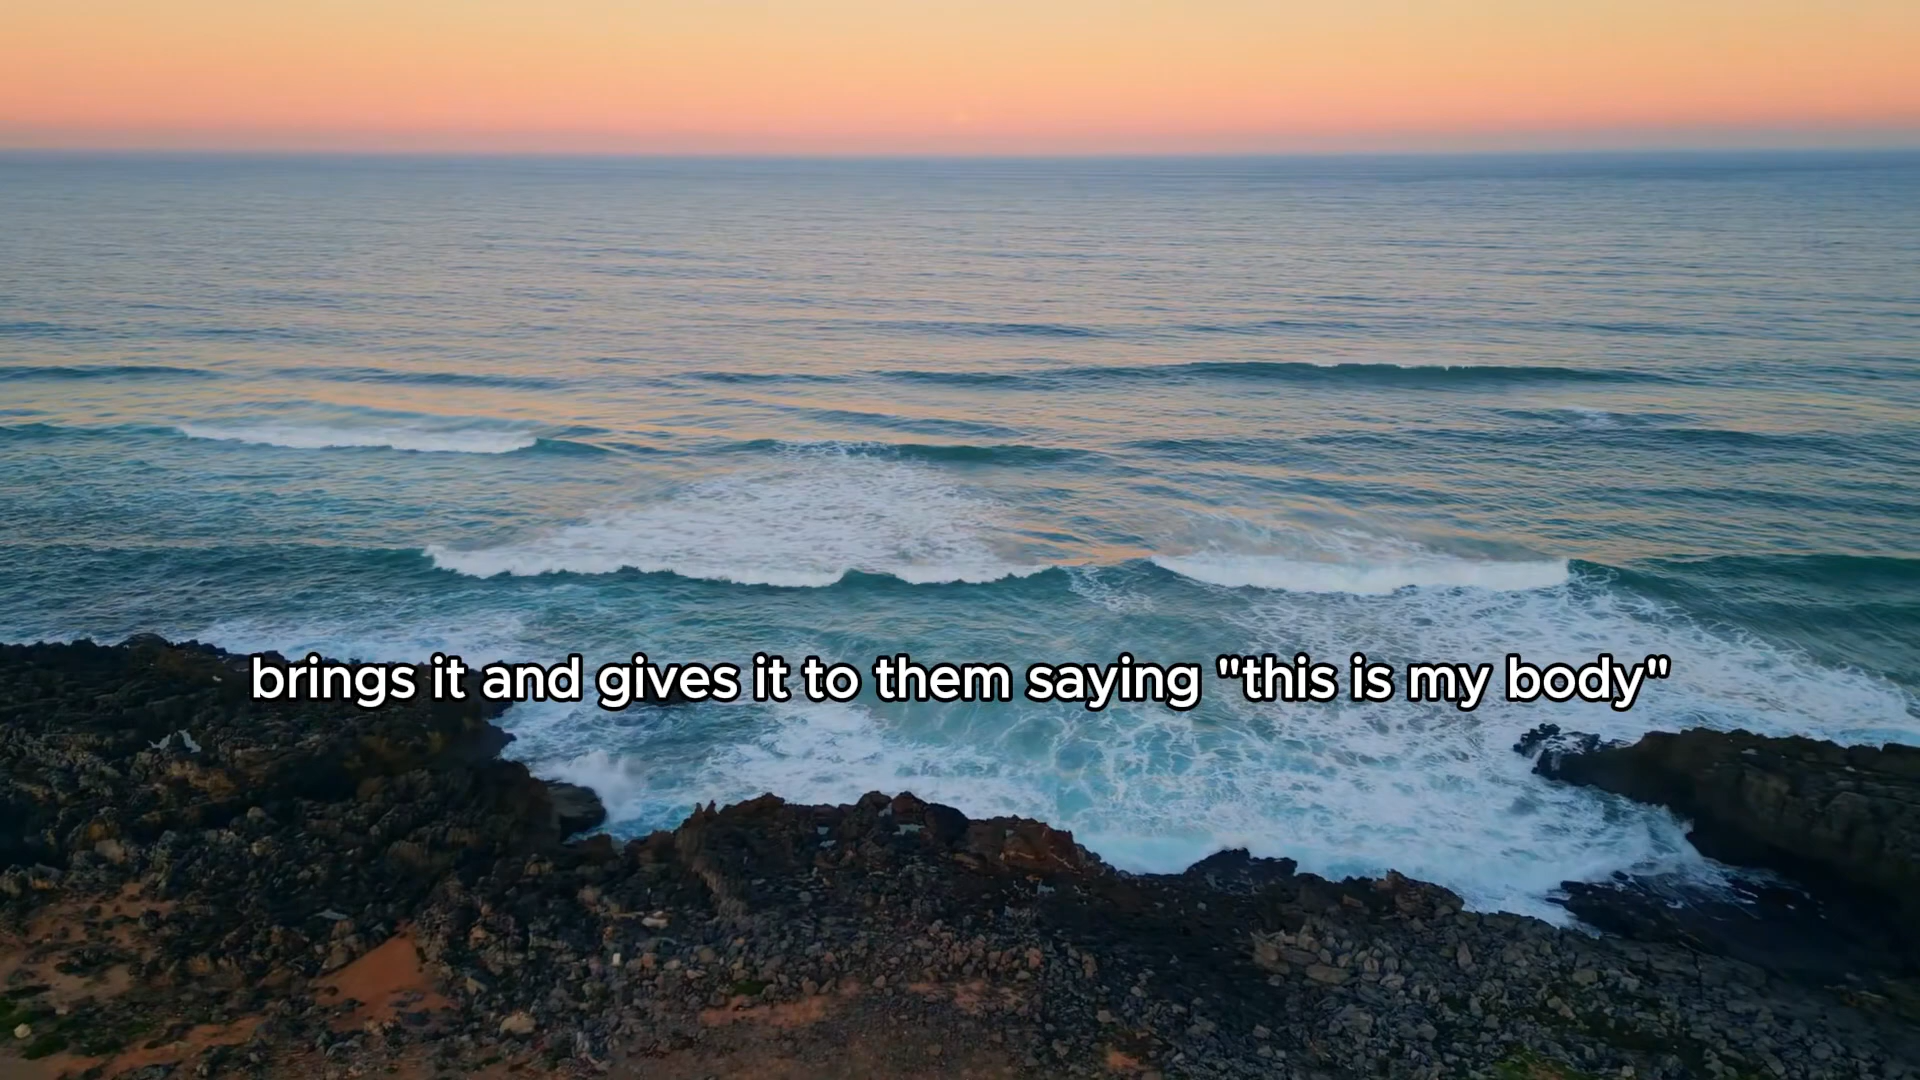 brings it and gives it to them saying "this is my body"